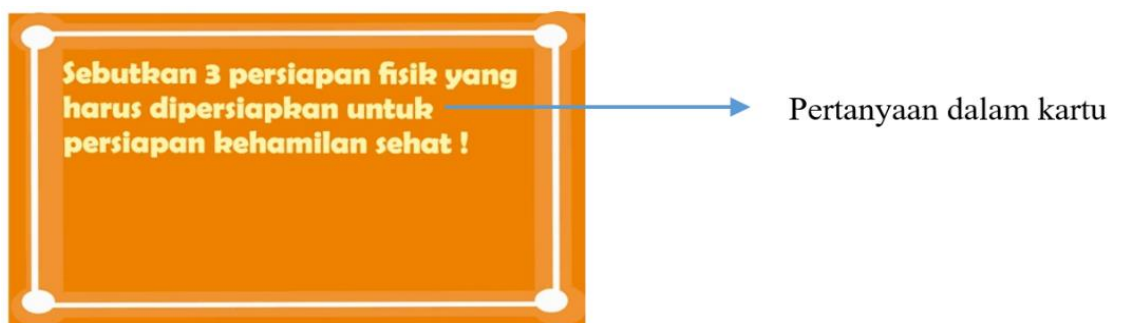 Sebutkan 3 persiapan fisik yang
harus dipersiapkan untuk
persiapan kehamilan sehat !
Pertanyaan dalam kartu